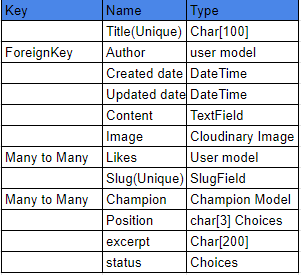 Key Name Type
Title(Unique) Char[100]
ForeignKey Author user model
Created date DateTime
Updated date DateTime
Content TextField
Image Cloudinary Image
Many to Many Likes User model
Slug(Unique) SlugField
Many to Many Champion Champion Model
Position char[3] Choices
excerpt Char[200]
status Choices